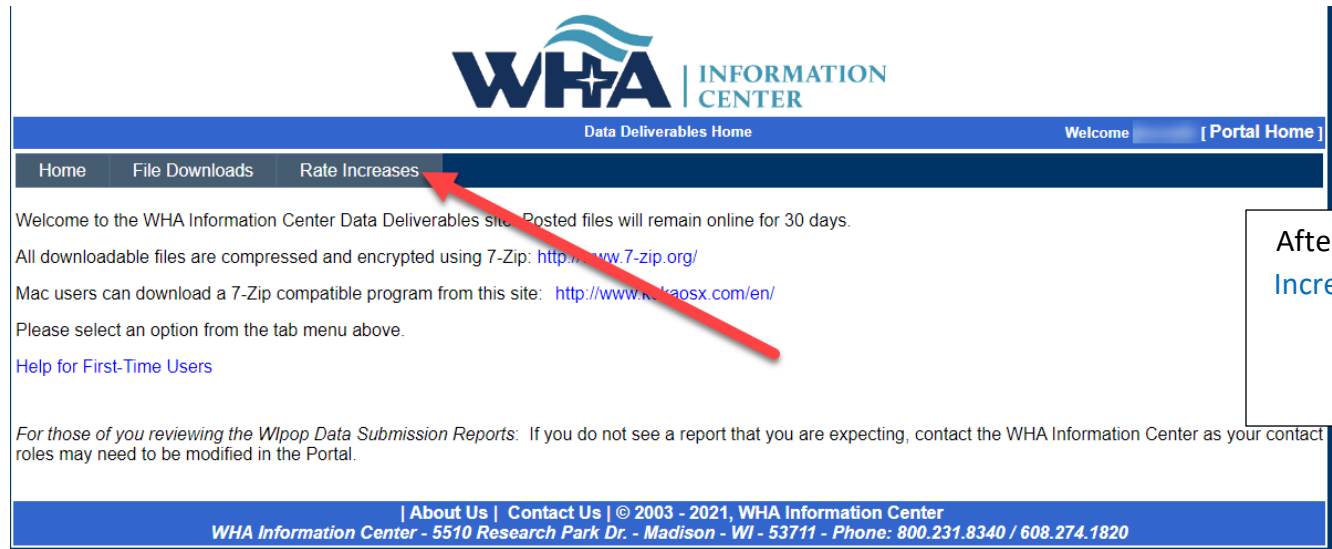 WHA | INFORMATION
CENTER
Data Deliverables Home Welcome [ Portal Home ]
Home File Downloads Rate Increases
Welcome to the WHA Information Center Data Deliverables site. Posted files will remain online for 30 days.
All downloadable files are compressed and encrypted using 7-Zip: http://www.7-zip.org/
Mac users can download a 7-Zip compatible program from this site: http://www.kekaosx.com/en/
Please select an option from the tab menu above.
Help for First-Time Users
For those of you reviewing the WIpop Data Submission Reports: If you do not see a report that you are expecting, contact the WHA Information Center as your contact
roles may need to be modified in the Portal.
| About Us | Contact Us | © 2003 - 2021, WHA Information Center
WHA Information Center - 5510 Research Park Dr. - Madison - WI - 53711 - Phone: 800.231.8340 / 608.274.1820
Afte
Incre